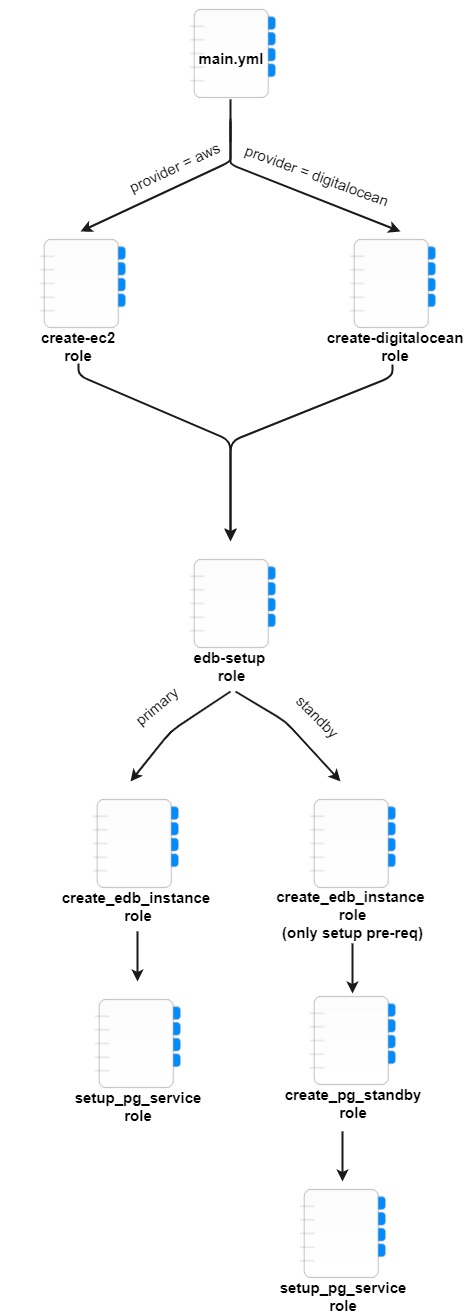 main.yml
provider = aws
provider = digitalocean
create-ec2
role
create-digitalocean
role
edb-setup
role
primary
standby
create_edb_instance
role
create_edb_instance
role
(only setup pre-req)
setup_pg_service
role
create_pg_standby
role
setup_pg_service
role